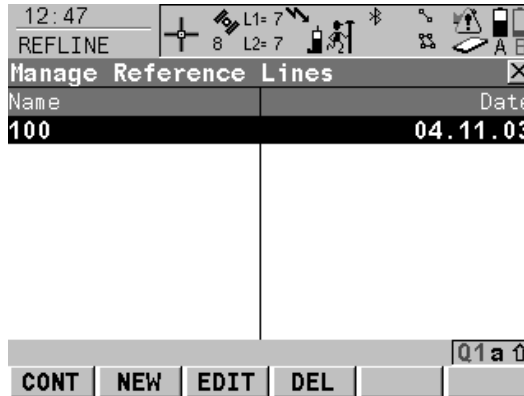 12:47
REFLINE
8 L1= 7
L2= 7
A B
Manage Reference Lines
Name Date
100 04.11.03
Q1 a
CONT NEW EDIT DEL